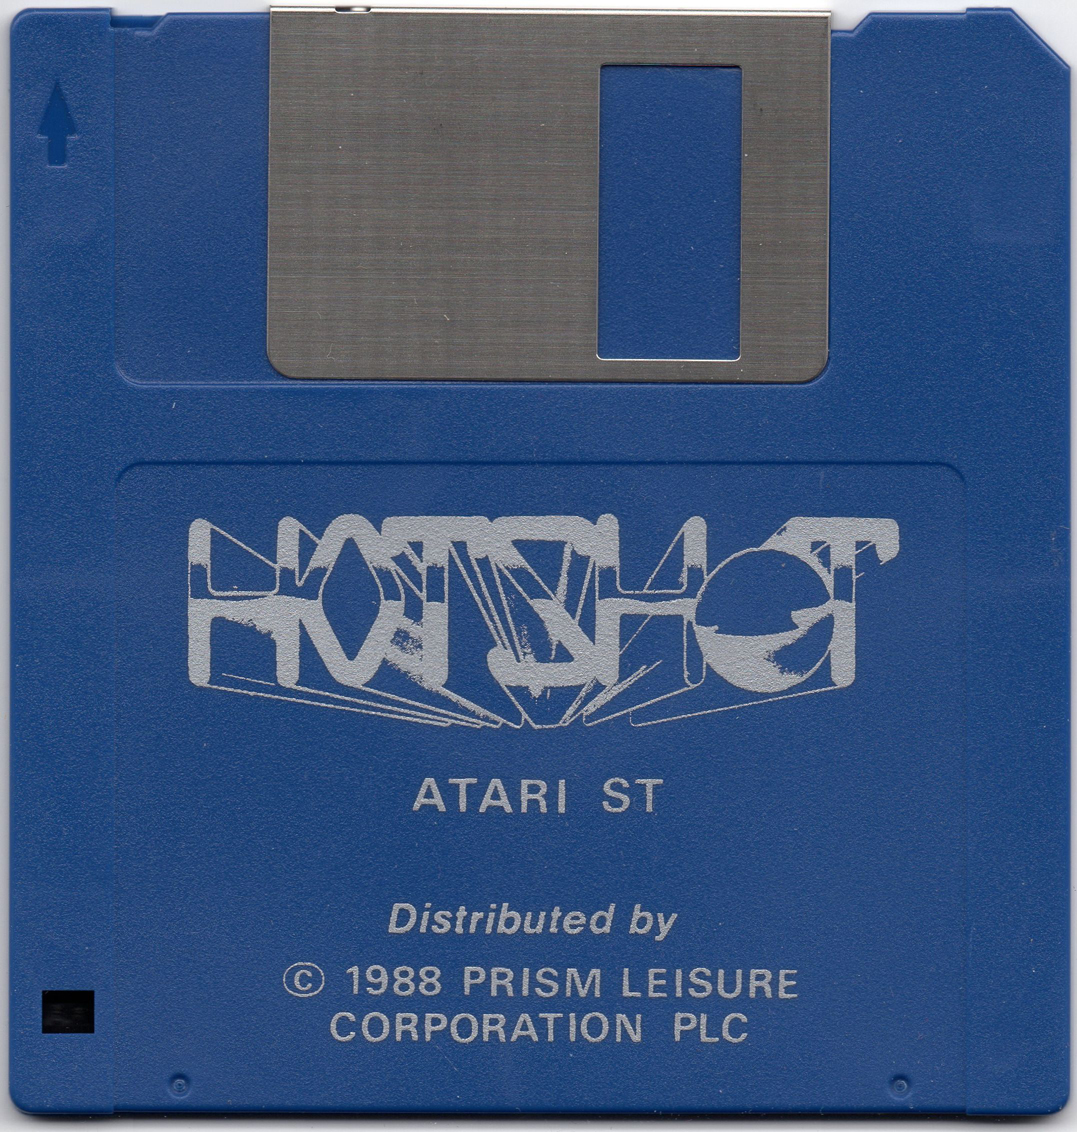 HOTSHOT
ATARI ST
Distributed by
© 1988 PRISM LEISURE
CORPORATION PLC